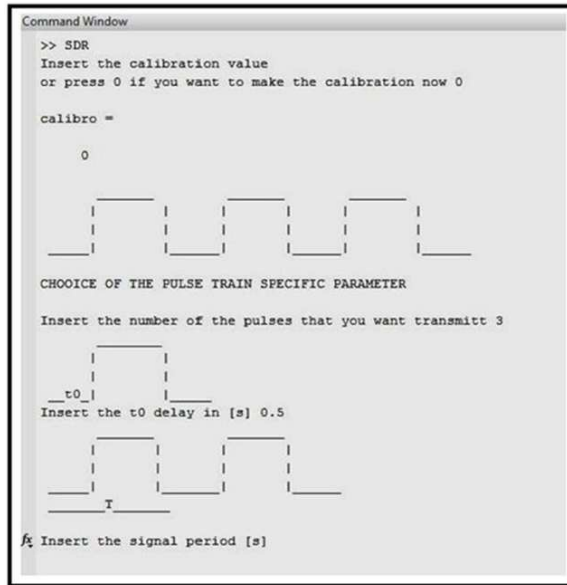 Command Window
>> SDR
Insert the calibration value
or press 0 if you want to make the calibration now 0
calibro =
0
CHOOICE OF THE PULSE TRAIN SPECIFIC PARAMETER
Insert the number of the pulses that you want transmitt 3
t0
Insert the t0 delay in [s] 0.5
T
fx Insert the signal period [s]